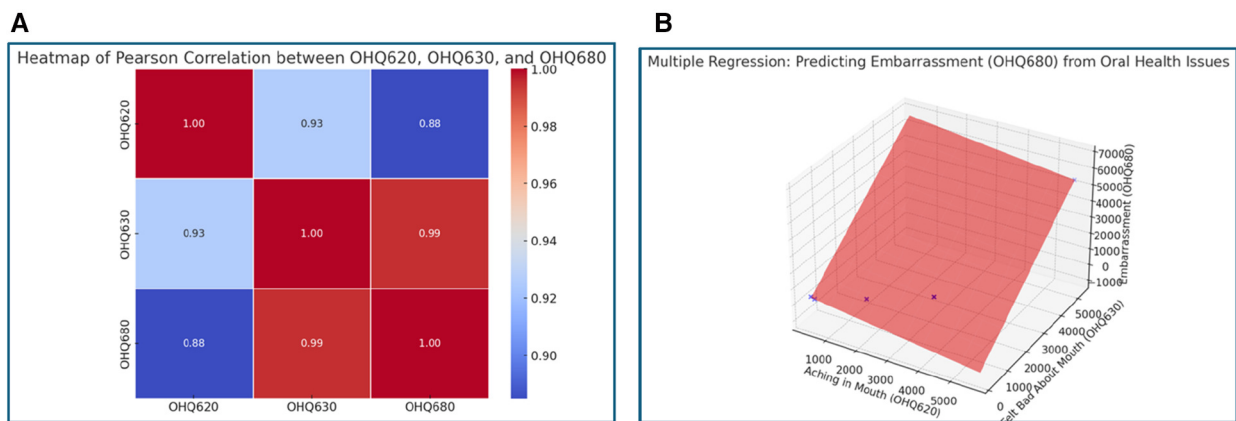 A
Heatmap of Pearson Correlation between OHQ620, OHQ630, and OHQ680
OHQ620
1.00
0.93
0.88
OHQ630
0.93
1.00
0.99
OHQ680
0.88
0.99
1.00
OHQ620
OHQ630
OHQ680
1.00
0.98
0.96
0.94
0.92
0.90
B
Multiple Regression: Predicting Embarrassment (OHQ680) from Oral Health Issues
7000
6000
5000
4000
3000
2000
1000
0
-1000
Embarrassment (OHQ680)
1000
2000
3000
4000
5000
Aching in Mouth (OHQ620)
0
1000
2000
3000
4000
5000
elt Bad About Mouth (OHQ630)